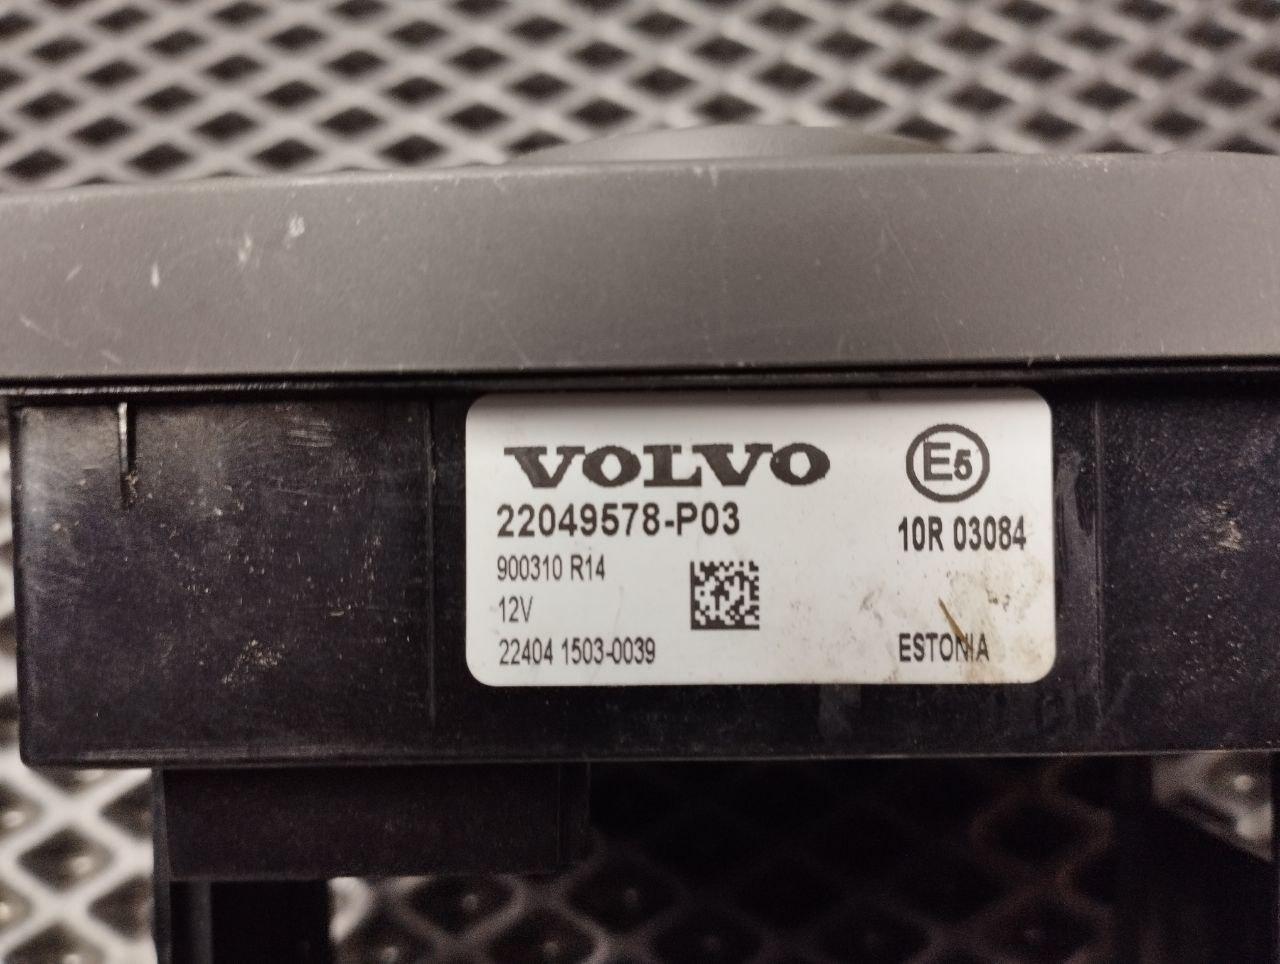 VOLVO
E5
22049578-P03
10R 03084
900310 R14
12V
22404 1503-0039
ESTONIA